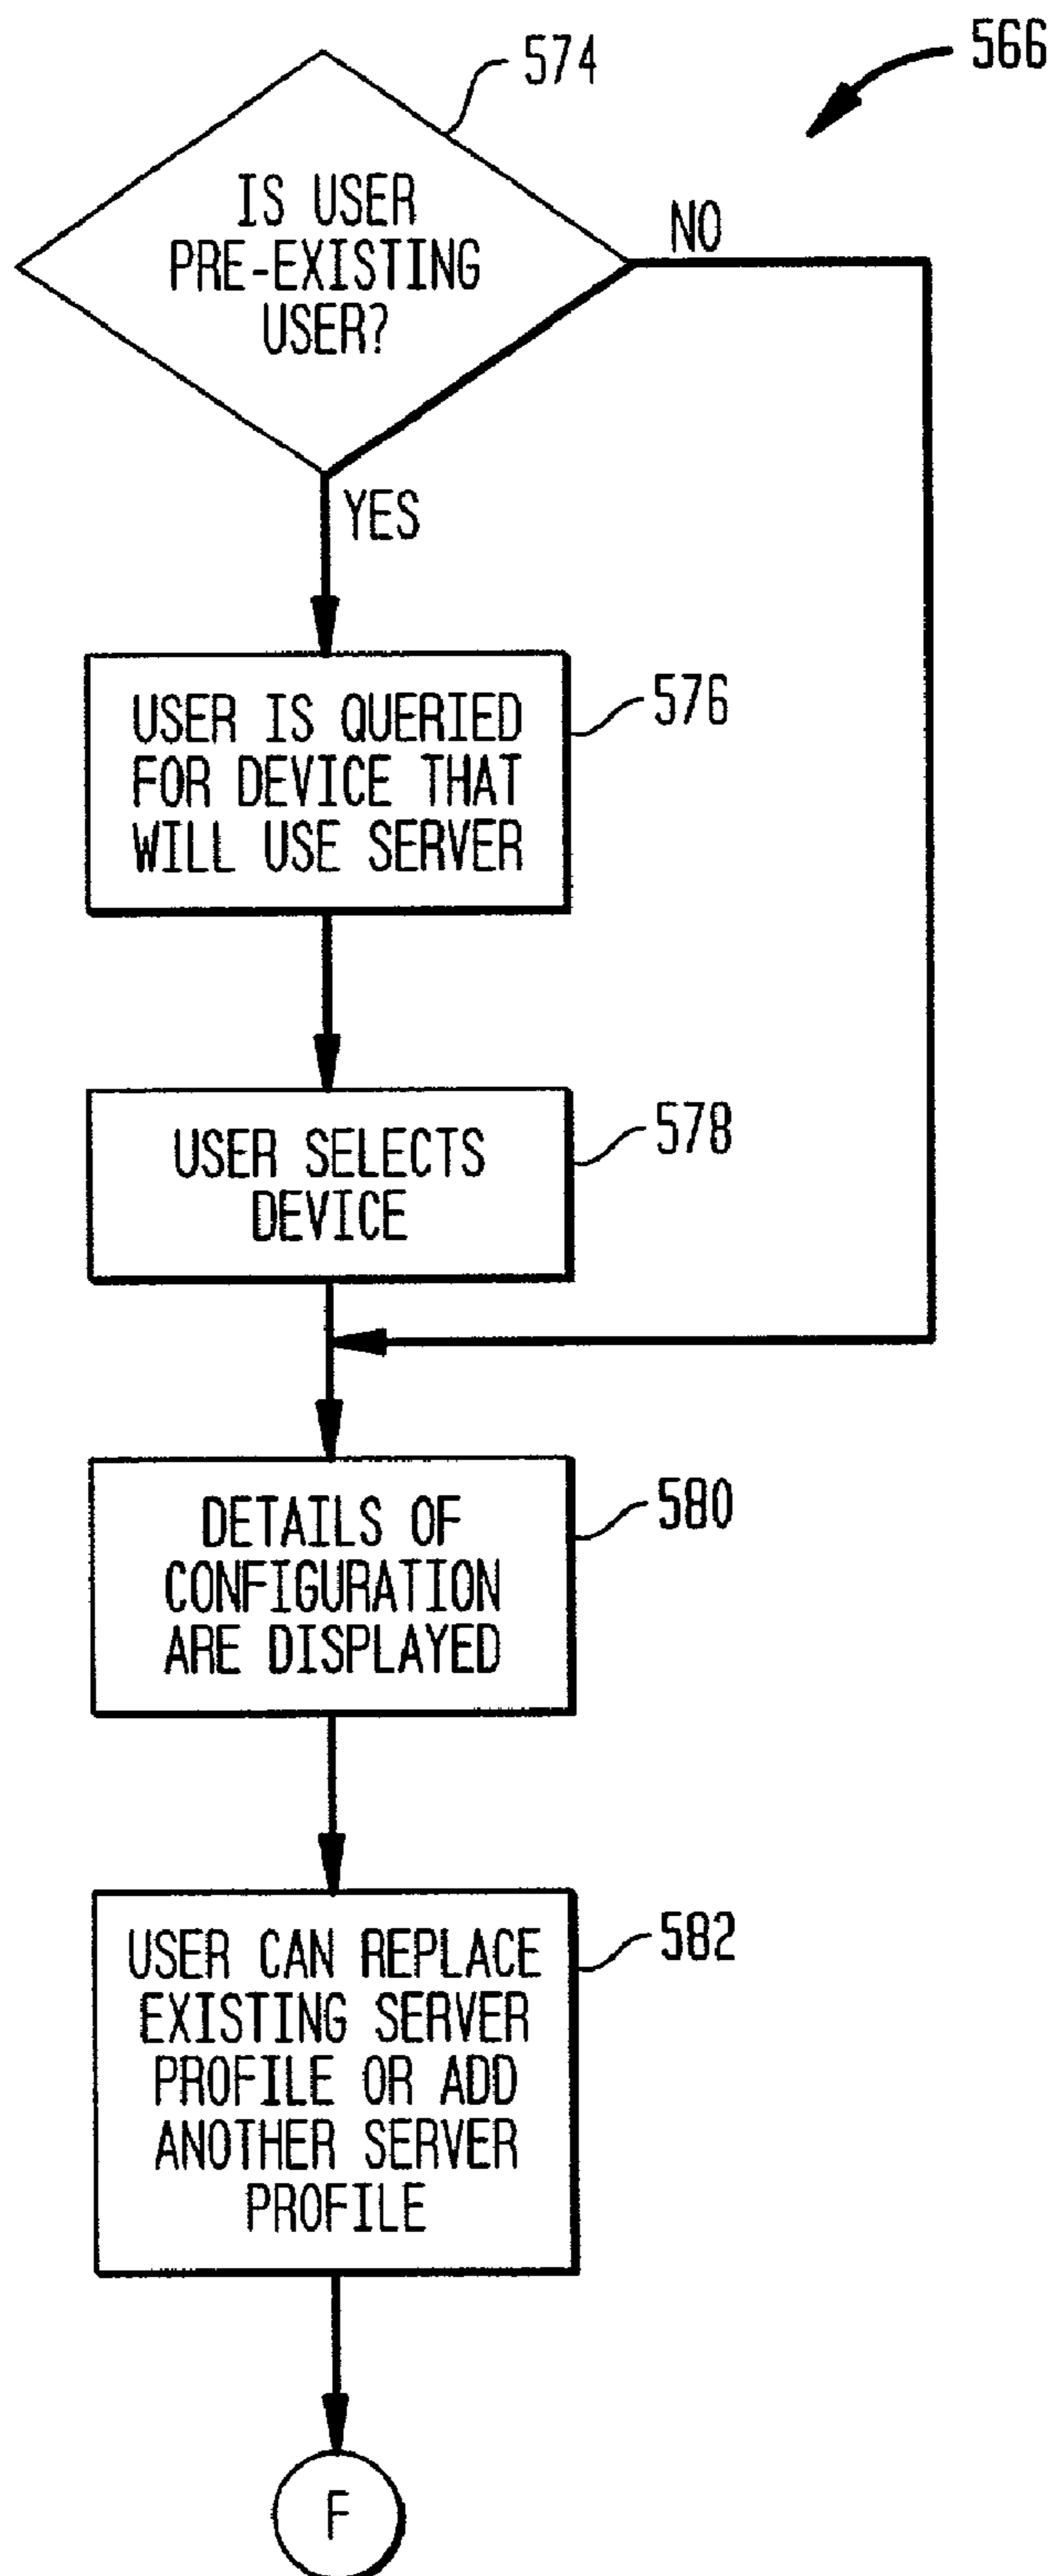 566
574
IS USER
PRE-EXISTING
USER?
NO
YES
576
USER IS QUERIED
FOR DEVICE THAT
WILL USE SERVER
578
USER SELECTS
DEVICE
580
DETAILS OF
CONFIGURATION
ARE DISPLAYED
582
USER CAN REPLACE
EXISTING SERVER
PROFILE OR ADD
ANOTHER SERVER
PROFILE
F